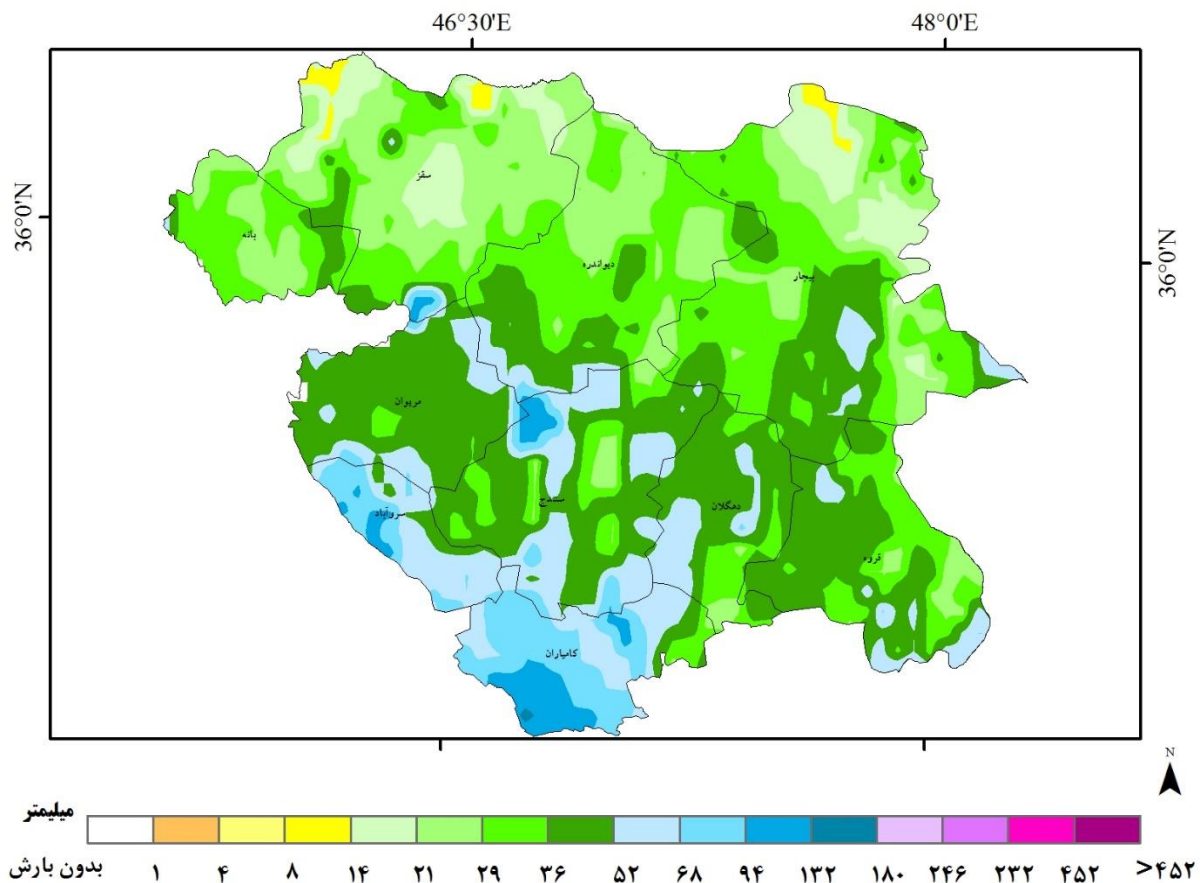 46°30'E 48°0'E
36°0'N
36°0'N
سقز
بانه
دیواندره
بیجار
مریوان
سنندج
دهگلان
سروآباد
قروه
کامیاران
N
میلیمتر
بدون بارش ۱ ۴ ۸ ۱۴ ۲۱ ۲۹ ۳۶ ۵۲ ۶۸ ۹۴ ۱۳۲ ۱۸۰ ۲۴۶ ۲۳۲ ۴۵۲ >۴۵۲